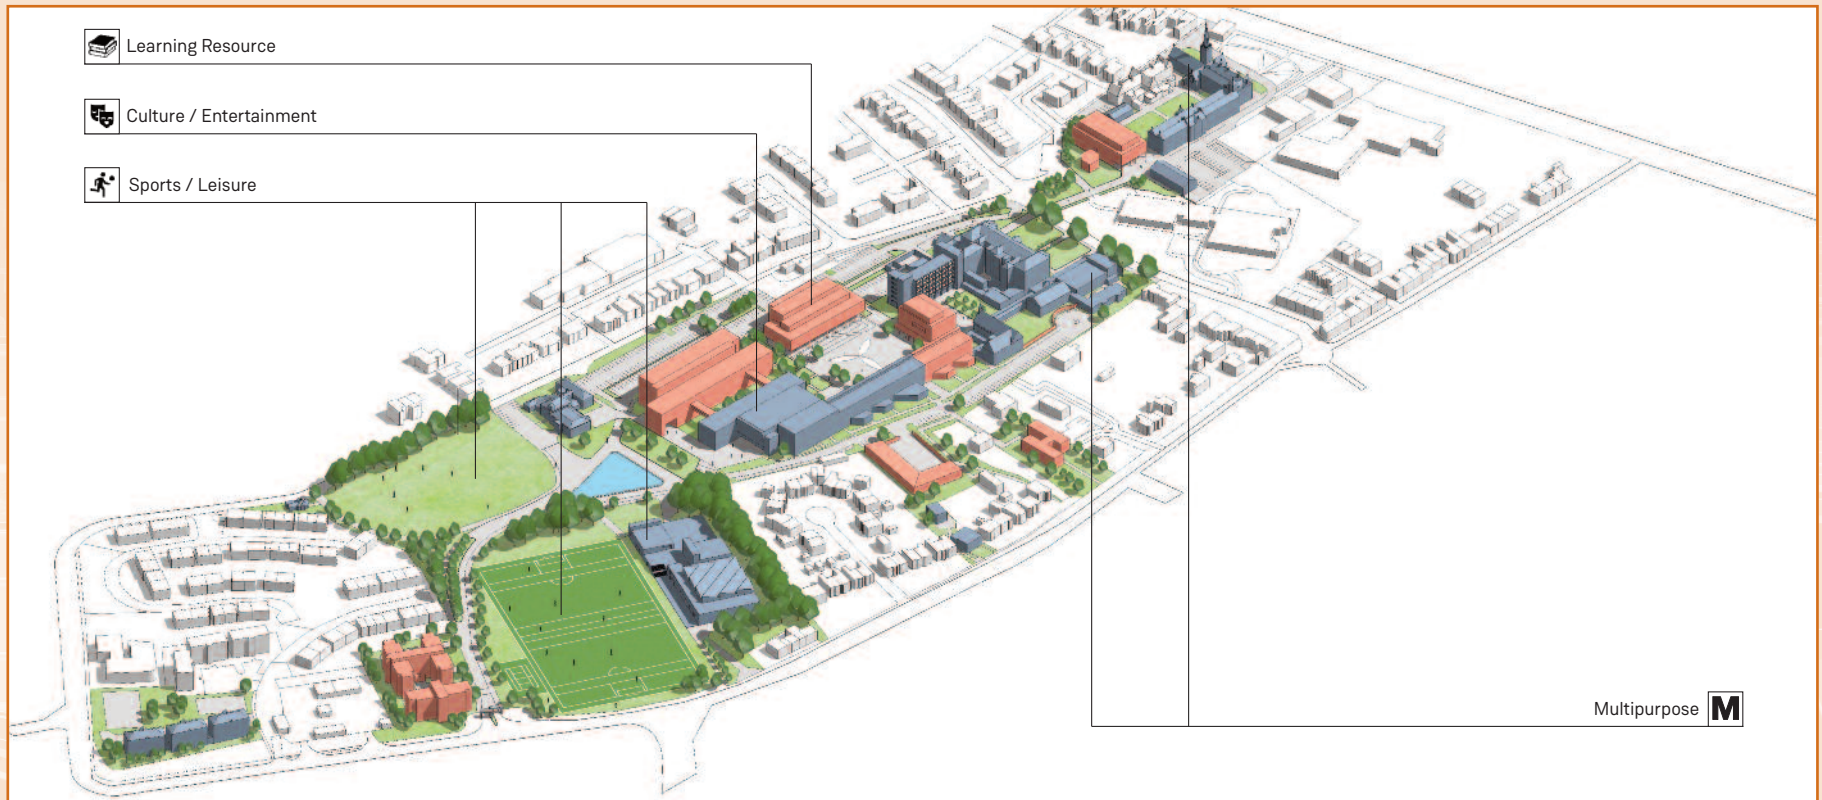 Learning Resource
Culture / Entertainment
Sports / Leisure
Multipurpose M